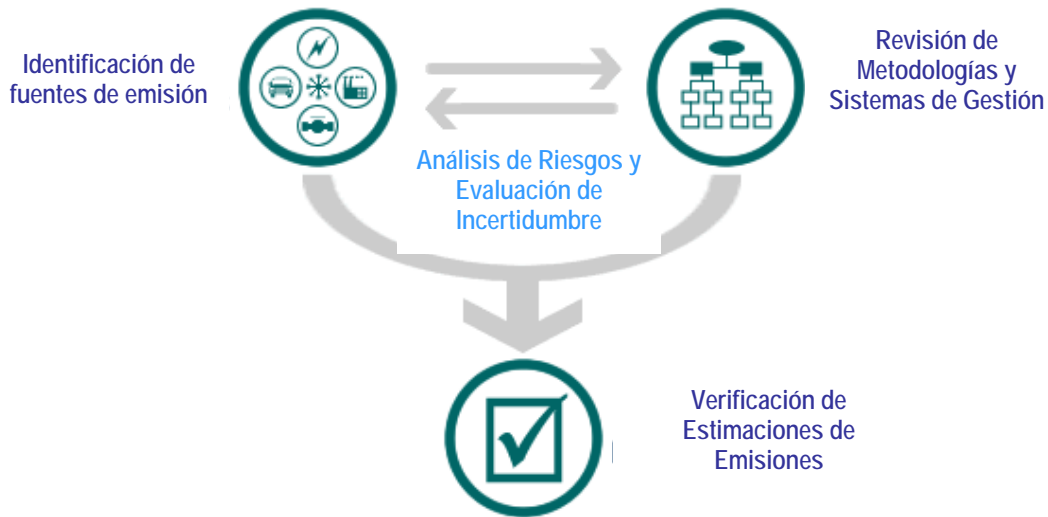 Identificación de
fuentes de emisión
Revisión de
Metodologías y
Sistemas de Gestión
Análisis de Riesgos y
Evaluación de
Incertidumbre
Verificación de
Estimaciones de
Emisiones